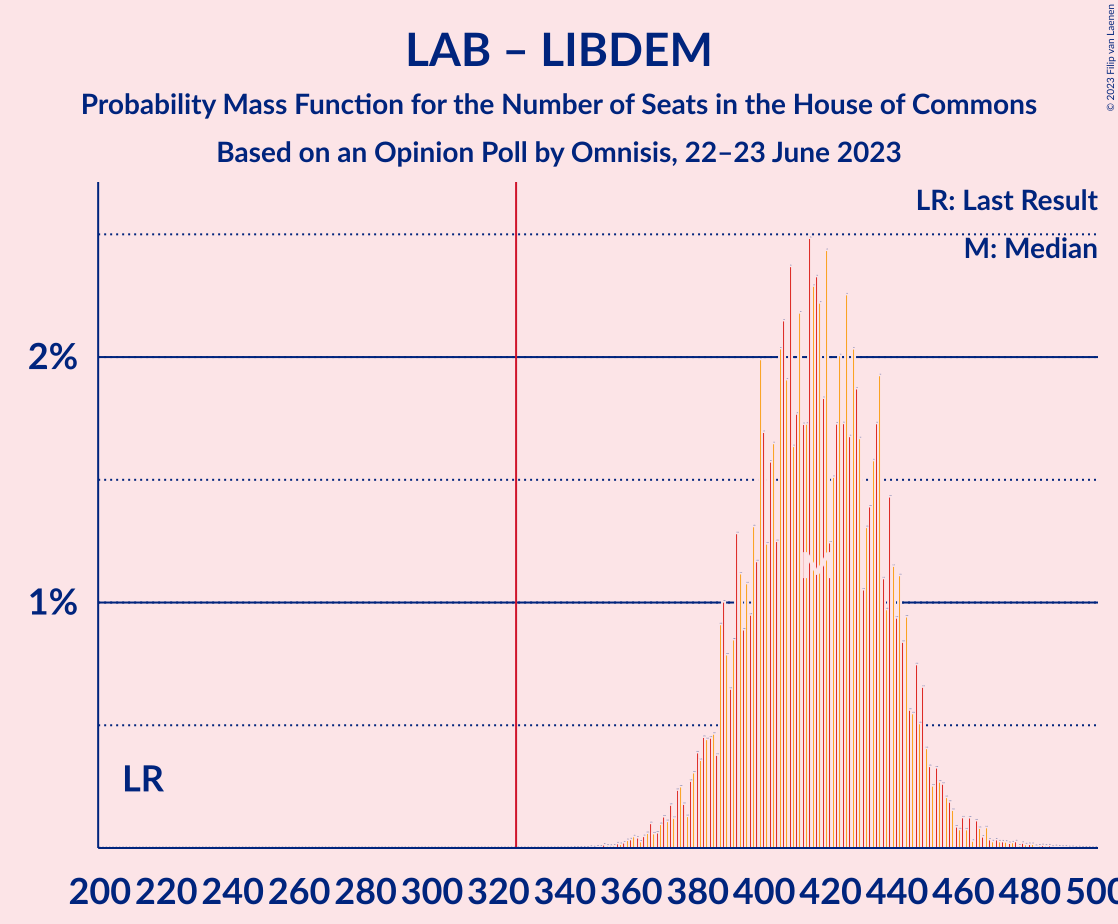 LAB – LIBDEM
Probability Mass Function for the Number of Seats in the House of Commons
Based on an Opinion Poll by Omnisis, 22–23 June 2023
© 2023 Filip van Laenen
LR: Last Result
M: Median
2%
1%
M
LR
200 220 240 260 280 300 320 340 360 380 400 420 440 460 480 500